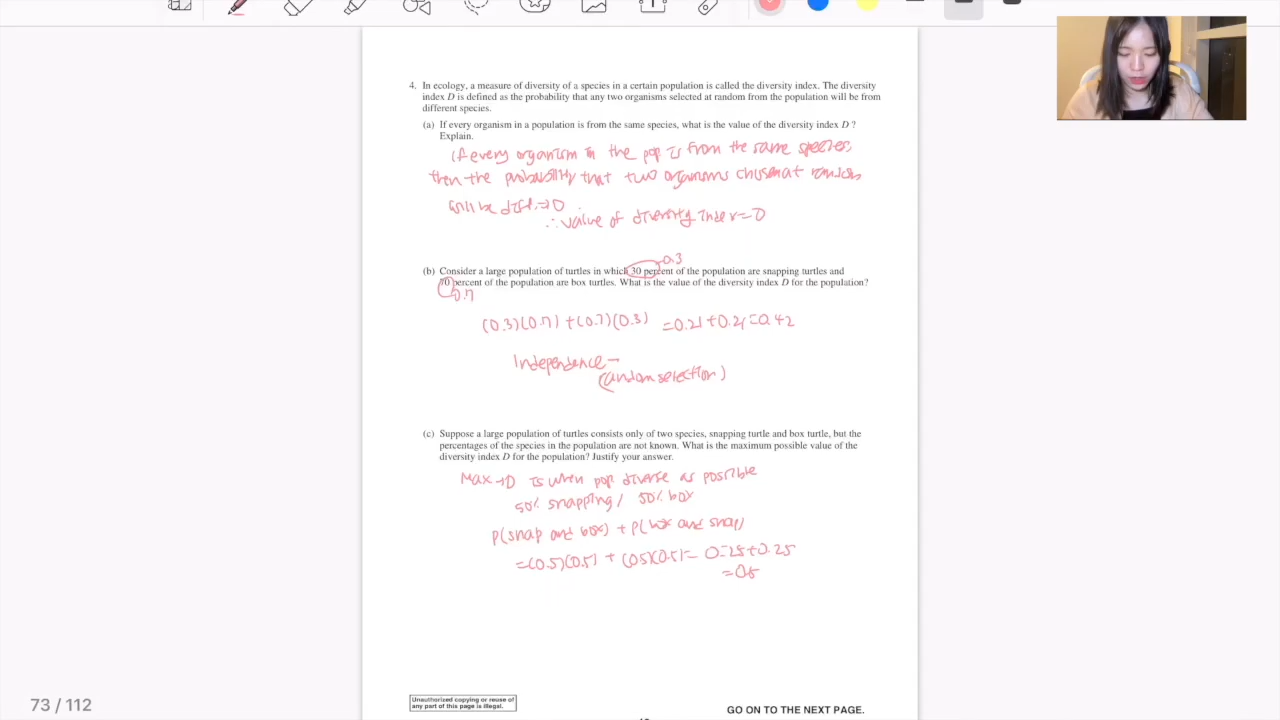 4. In ecology, a measure of diversity of a species in a certain population is called the diversity index. The diversity
index D is defined as the probability that any two organisms selected at random from the population will be from
different species.
(a) If every organism in a population is from the same species, what is the value of the diversity index D ?
Explain.
if every organism in the pop is from the same species,
then the probability that two organisms chosen at random
will be diff. = 0
∴ value of diversity index = 0
0.3
(b) Consider a large population of turtles in which 30 percent of the population are snapping turtles and
70 percent of the population are box turtles. What is the value of the diversity index D for the population?
0.7
(0.3)(0.7) + (0.7)(0.3) = 0.21 + 0.21 = 0.42
Independence →
(random selection)
(c) Suppose a large population of turtles consists only of two species, snapping turtle and box turtle, but the
percentages of the species in the population are not known. What is the maximum possible value of the
diversity index D for the population? Justify your answer.
Max → D is when pop diverse as possible
50% snapping / 50% box
P(snap and box) + P(box and snap)
= (0.5)(0.5) + (0.5)(0.5) = 0.25 + 0.25
= 0.5
Unauthorized copying or reuse of
any part of this page is illegal.
GO ON TO THE NEXT PAGE.
73 / 112